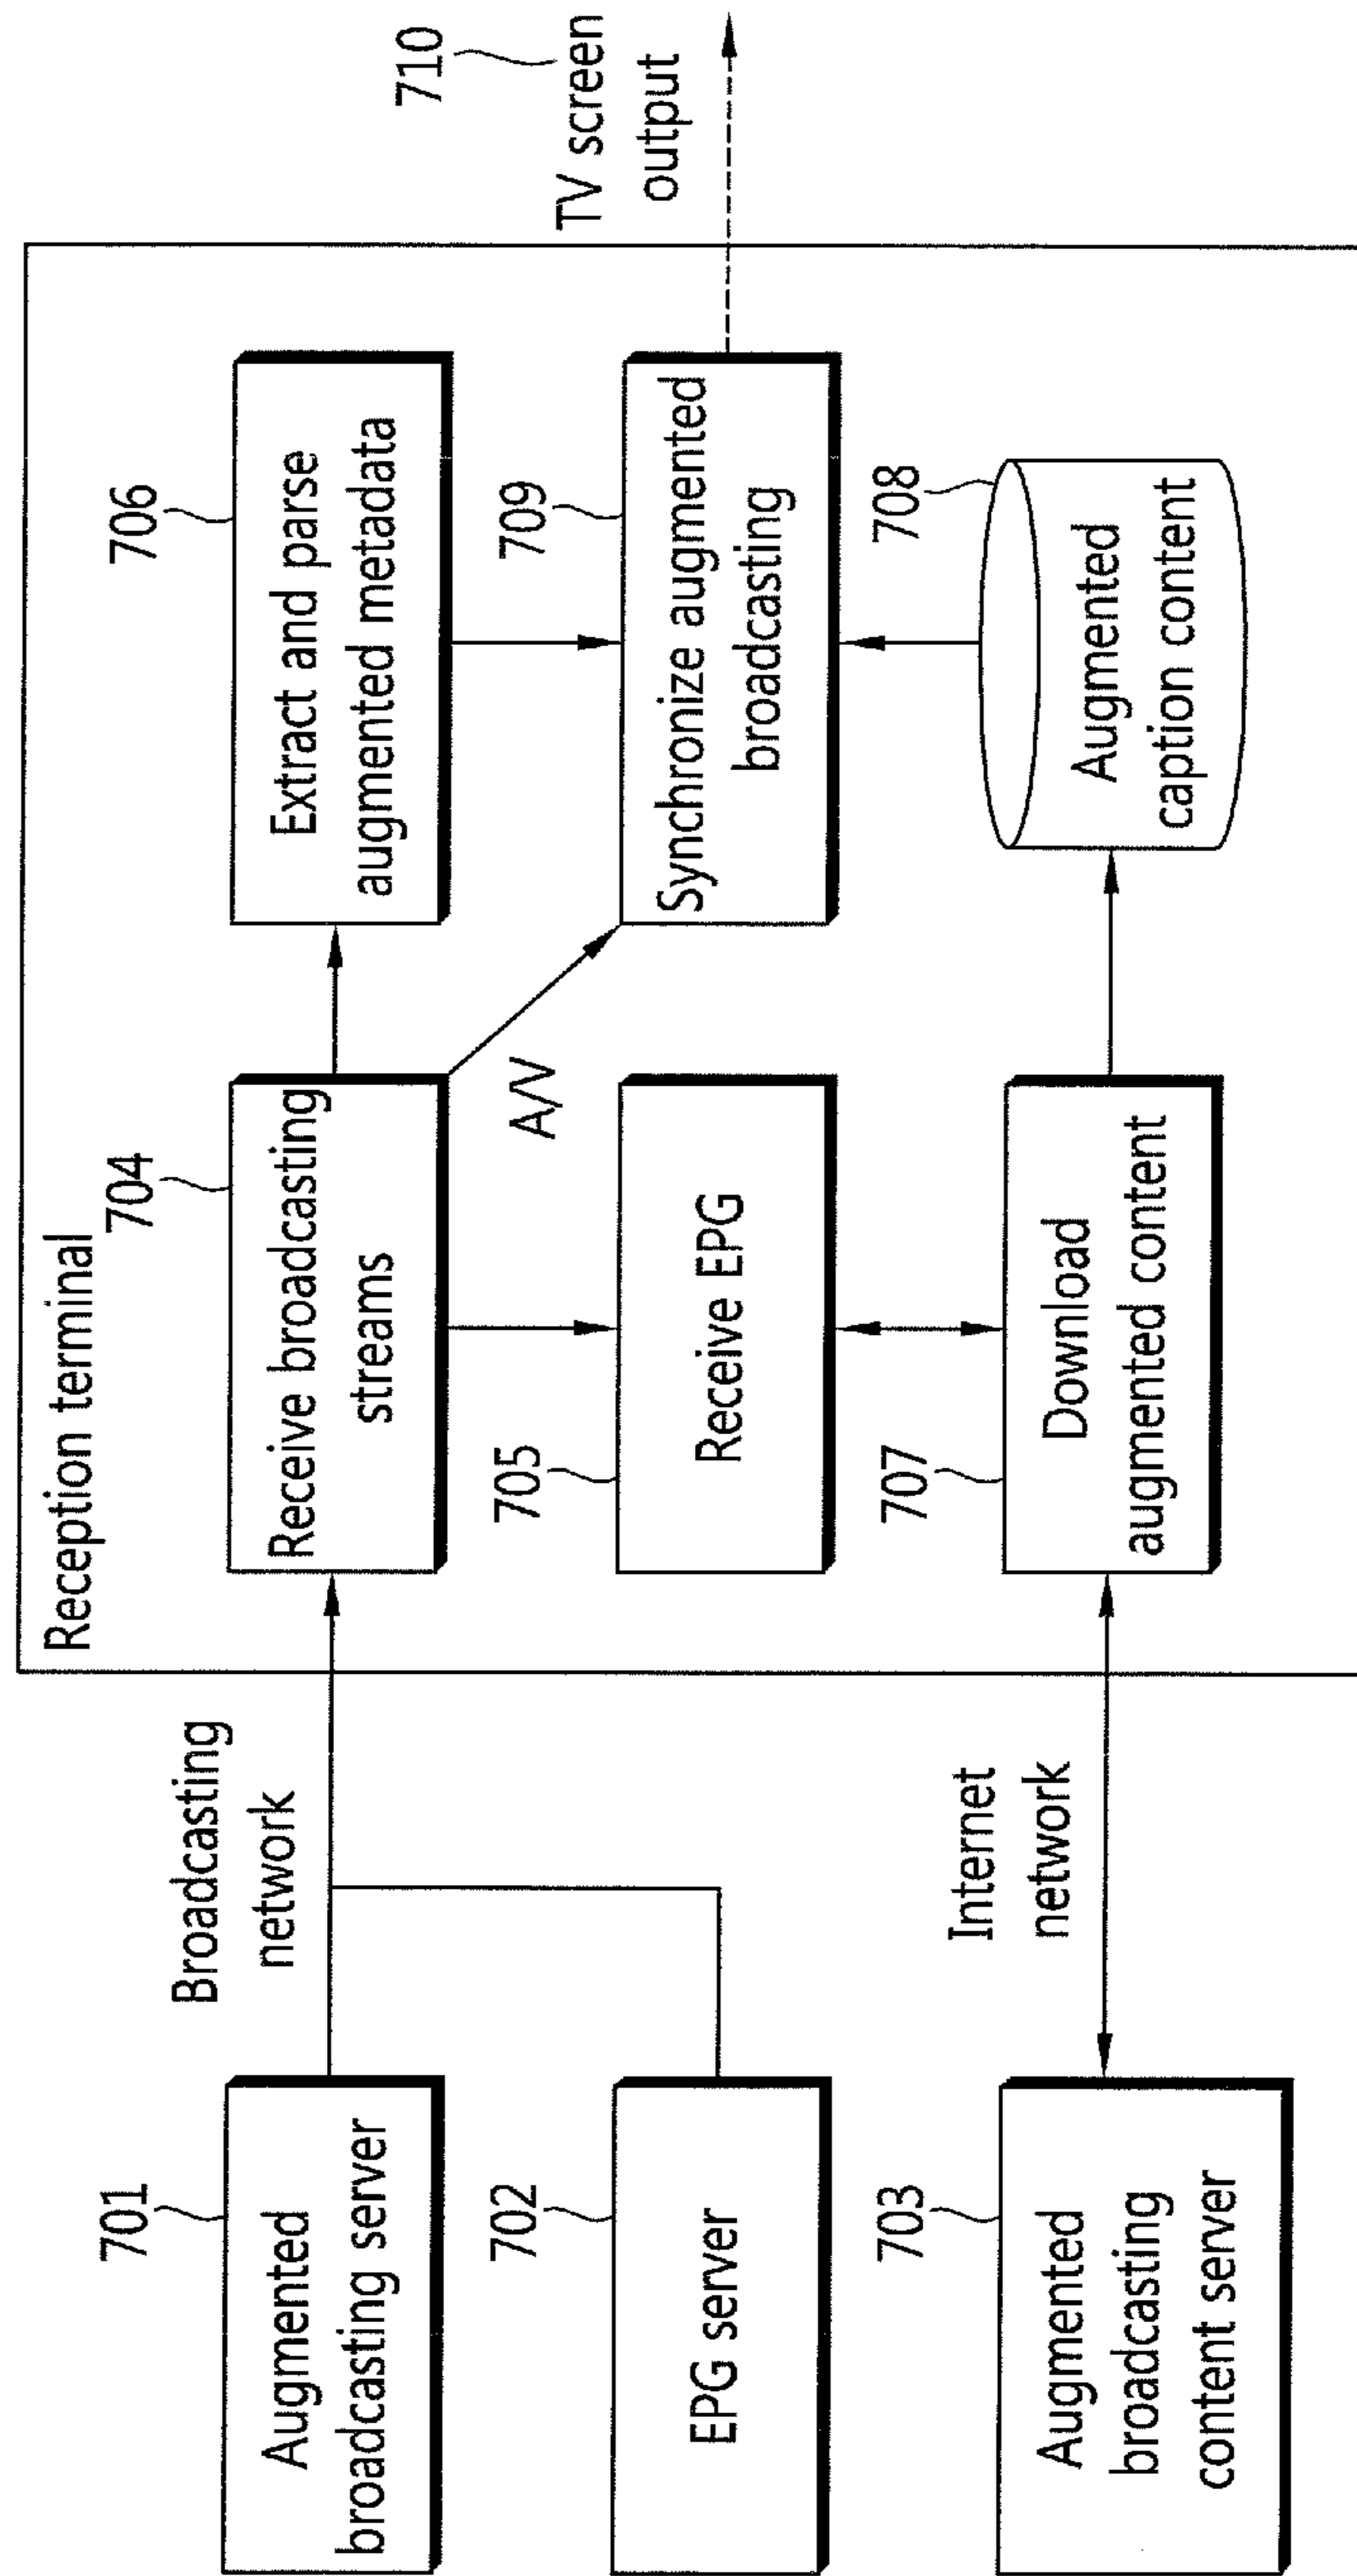 Reception terminal
701
Augmented
broadcasting server
702
EPG server
703
Augmented
broadcasting
content server
Broadcasting
network
Internet
network
704
Receive broadcasting
streams
A/V
705
Receive EPG
707
Download
augmented content
706
Extract and parse
augmented metadata
709
Synchronize augmented
broadcasting
708
Augmented
caption content
710
TV screen
output